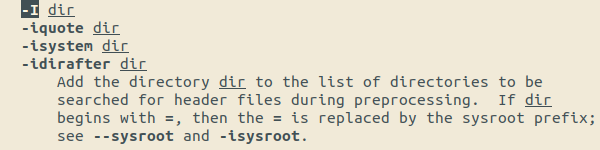 -I dir
-iquote dir
-isystem dir
-idirafter dir
Add the directory dir to the list of directories to be
searched for header files during preprocessing.  If dir
begins with =, then the = is replaced by the sysroot prefix;
see --sysroot and -isysroot.